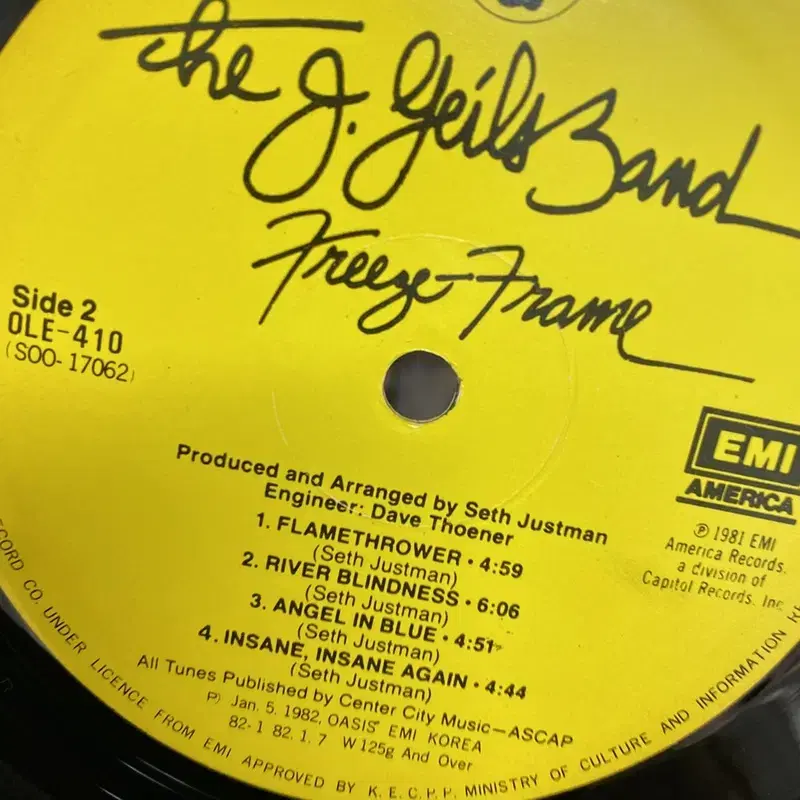 The J. Geils Band
Freeze-Frame
Side 2
OLE-410
(SOO-17062)
EMI
AMERICA
℗ 1981 EMI
America Records,
a division of
Capitol Records, Inc.
Produced and Arranged by Seth Justman
Engineer: Dave Thoener
1. FLAMETHROWER • 4:59
(Seth Justman)
2. RIVER BLINDNESS • 6:06
(Seth Justman)
3. ANGEL IN BLUE • 4:51
(Seth Justman)
4. INSANE, INSANE AGAIN • 4:44
(Seth Justman)
All Tunes Published by Center City Music—ASCAP
P) Jan. 5. 1982, OASIS EMI KOREA
82-1 82. 1. 7 W125g And Over
RECORD CO. UNDER LICENCE FROM EMI APPROVED BY K. E. C. P. P. MINISTRY OF CULTURE AND INFORMATION